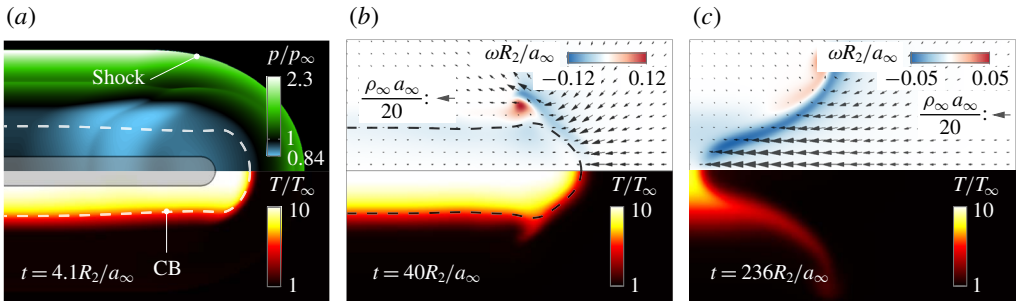 (a)
(b)
(c)
p/p∞
2.3
1
0.84
Shock
T/T∞
10
1
CB
t = 4.1R₂/a∞
ωR₂/a∞
−0.12 0.12
ρ∞ a∞
20
:
T/T∞
10
1
t = 40R₂/a∞
ωR₂/a∞
−0.05 0.05
ρ∞ a∞
20
:
T/T∞
10
1
t = 236R₂/a∞